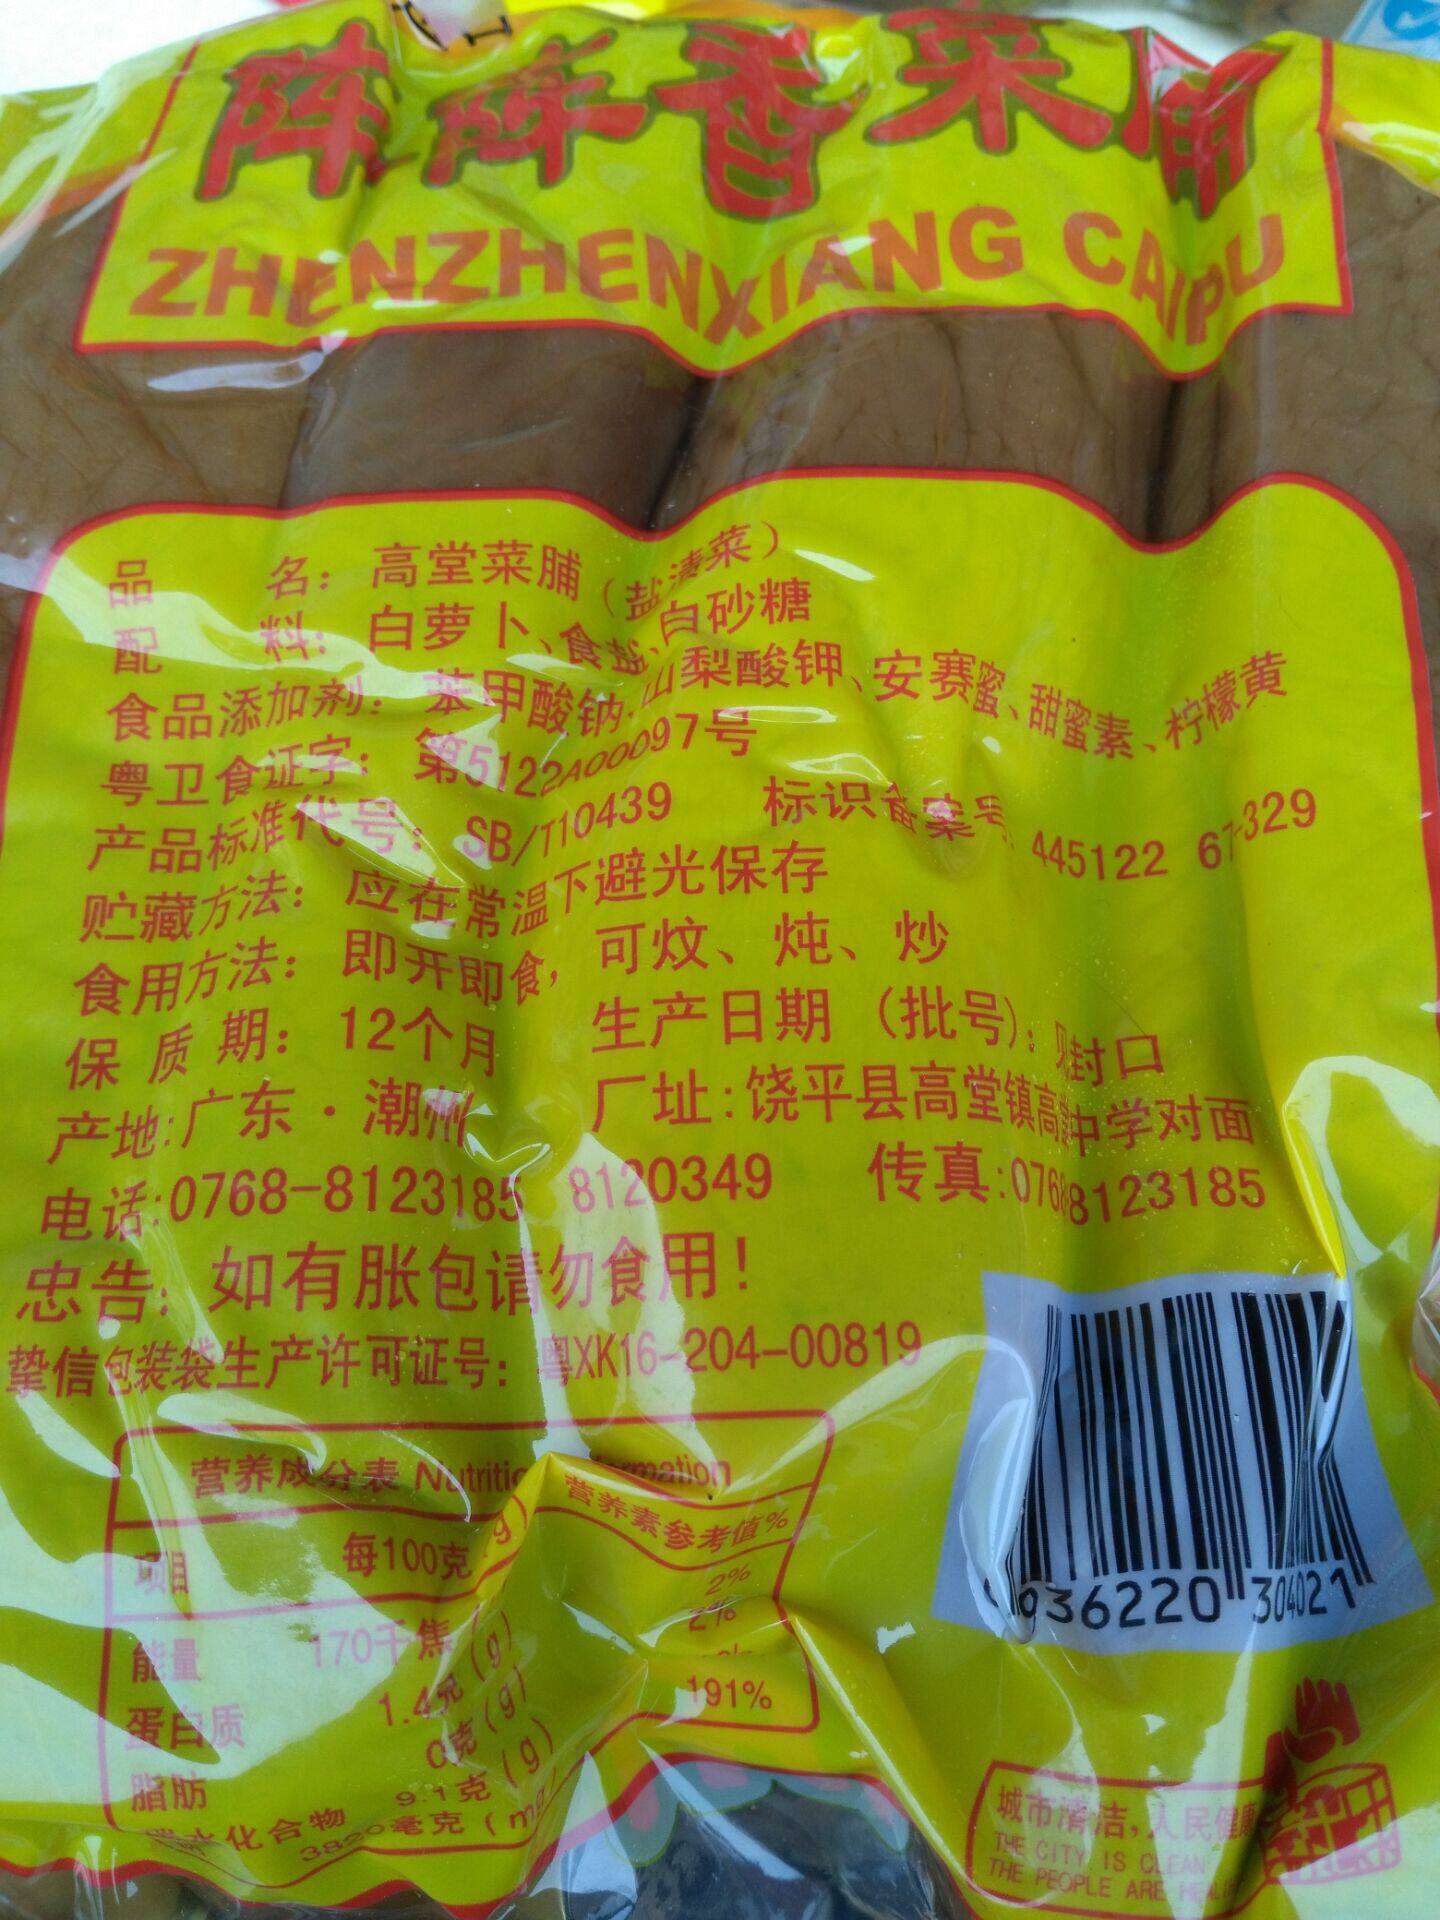 阵阵香菜脯
ZHENZHENXIANG CAIPU
品 名：高堂菜脯（盐渍菜）
配 料：白萝卜、食盐、白砂糖
食品添加剂：苯甲酸钠、山梨酸钾、安赛蜜、甜蜜素、柠檬黄
粤卫食证字：第5122A00097号
产品标准代号：SB/T10439 标识备案号：445122 67-329
贮藏方法：应在常温下避光保存
食用方法：即开即食，可炆、炖、炒
保 质 期：12个月 生产日期（批号）：见封口
产地:广东·潮州 厂址:饶平县高堂镇高堂中学对面
电话:0768-8123185 8120349 传真:0768 8123185
忠告：如有胀包请勿食用！
挚信包装袋生产许可证号：粤XK16-204-00819
营养成分表
项目 每100克(g) 营养素参考值%
能量 170千焦 2%
蛋白质 1.4克(g) 2%
脂肪 0克(g)
化合物 9.1克(g)
毫克 191%
936220 304021
城市清洁，人民健康
THE CITY IS CLEAN
THE PEOPLE ARE